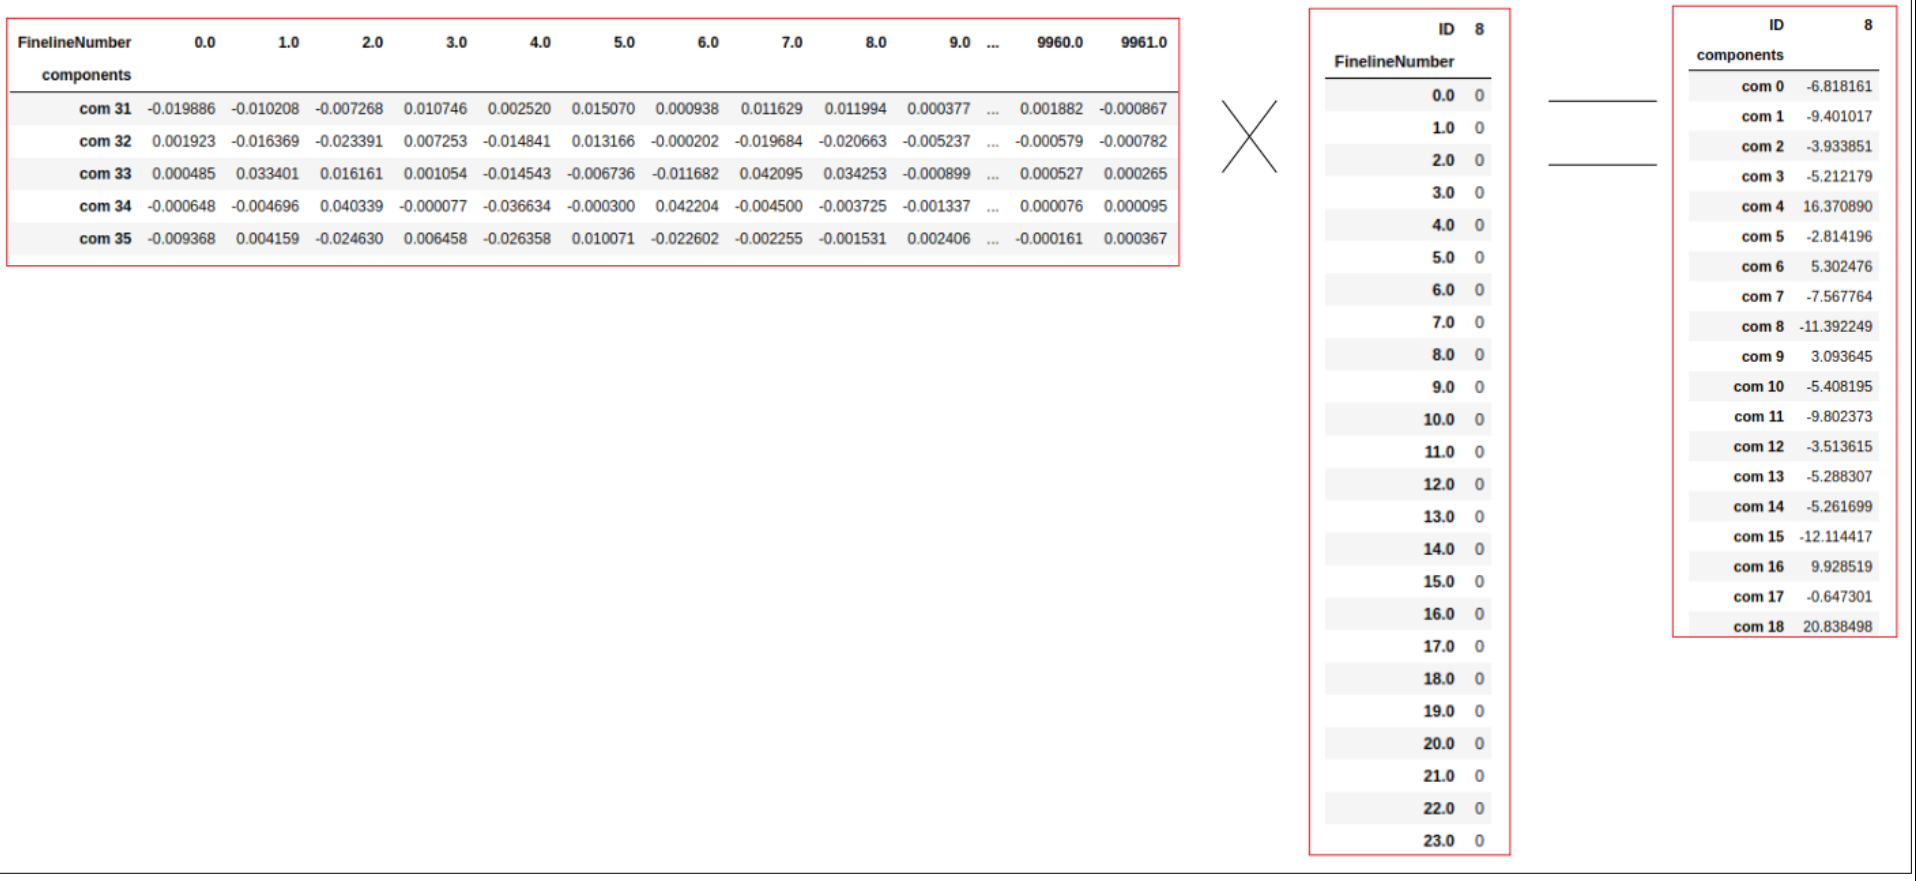 FinelineNumber 0.0 1.0 2.0 3.0 4.0 5.0 6.0 7.0 8.0 9.0 ... 9960.0 9961.0
components
com 31 -0.019886 -0.010208 -0.007268 0.010746 0.002520 0.015070 0.000938 0.011629 0.011994 0.000377 ... 0.001882 -0.000867
com 32 0.001923 -0.016369 -0.023391 0.007253 -0.014841 0.013166 -0.000202 -0.019684 -0.020663 -0.005237 ... -0.000579 -0.000782
com 33 0.000485 0.033401 0.016161 0.001054 -0.014543 -0.006736 -0.011682 0.042095 0.034253 -0.000899 ... 0.000527 0.000265
com 34 -0.000648 -0.004696 0.040339 -0.000077 -0.036634 -0.000300 0.042204 -0.004500 -0.003725 -0.001337 ... 0.000076 0.000095
com 35 -0.009368 0.004159 -0.024630 0.006458 -0.026358 0.010071 -0.022602 -0.002255 -0.001531 0.002406 ... -0.000161 0.000367
ID 8
FinelineNumber
0.0 0
1.0 0
2.0 0
3.0 0
4.0 0
5.0 0
6.0 0
7.0 0
8.0 0
9.0 0
10.0 0
11.0 0
12.0 0
13.0 0
14.0 0
15.0 0
16.0 0
17.0 0
18.0 0
19.0 0
20.0 0
21.0 0
22.0 0
23.0 0
ID 8
components
com 0 -6.818161
com 1 -9.401017
com 2 -3.933851
com 3 -5.212179
com 4 16.370890
com 5 -2.814196
com 6 5.302476
com 7 -7.567764
com 8 -11.392249
com 9 3.093645
com 10 -5.408195
com 11 -9.802373
com 12 -3.513615
com 13 -5.288307
com 14 -5.261699
com 15 -12.114417
com 16 9.928519
com 17 -0.647301
com 18 20.838498